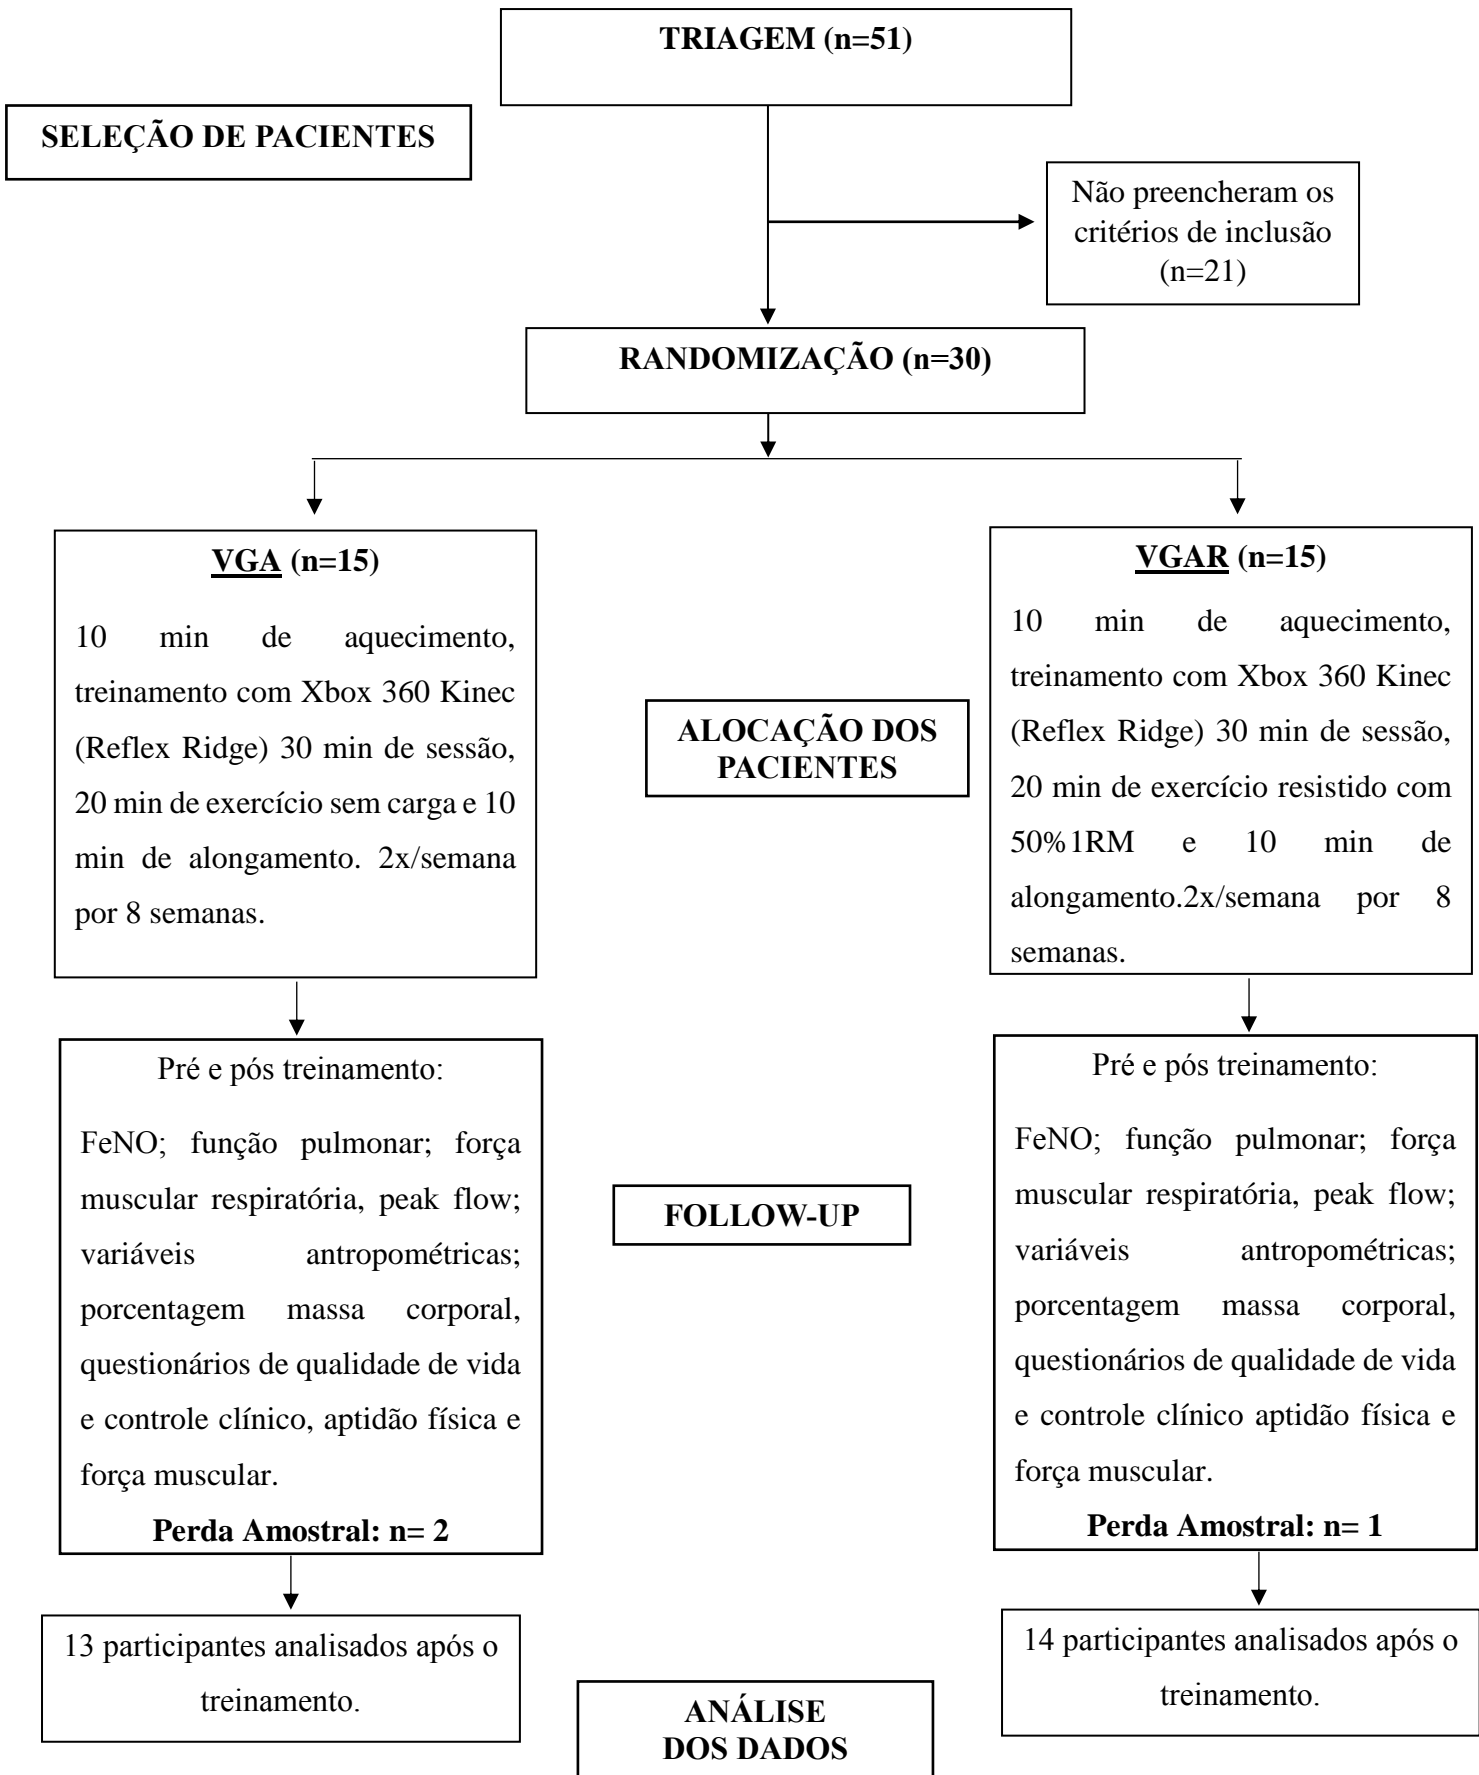 TRIAGEM (n=51)
SELEÇÃO DE PACIENTES
Não preencheram os
critérios de inclusão
(n=21)
RANDOMIZAÇÃO (n=30)
VGA (n=15)
10 min de aquecimento,
treinamento com Xbox 360 Kinec
(Reflex Ridge) 30 min de sessão,
20 min de exercício sem carga e 10
min de alongamento. 2x/semana
por 8 semanas.
VGAR (n=15)
10 min de aquecimento,
treinamento com Xbox 360 Kinec
(Reflex Ridge) 30 min de sessão,
20 min de exercício resistido com
50%1RM e 10 min de
alongamento.2x/semana por 8
semanas.
ALOCAÇÃO DOS
PACIENTES
Pré e pós treinamento:
FeNO; função pulmonar; força
muscular respiratória, peak flow;
variáveis antropométricas;
porcentagem massa corporal,
questionários de qualidade de vida
e controle clínico, aptidão física e
força muscular.
Perda Amostral: n= 2
Pré e pós treinamento:
FeNO; função pulmonar; força
muscular respiratória, peak flow;
variáveis antropométricas;
porcentagem massa corporal,
questionários de qualidade de vida
e controle clínico aptidão física e
força muscular.
Perda Amostral: n= 1
FOLLOW-UP
13 participantes analisados após o
treinamento.
14 participantes analisados após o
treinamento.
ANÁLISE
DOS DADOS